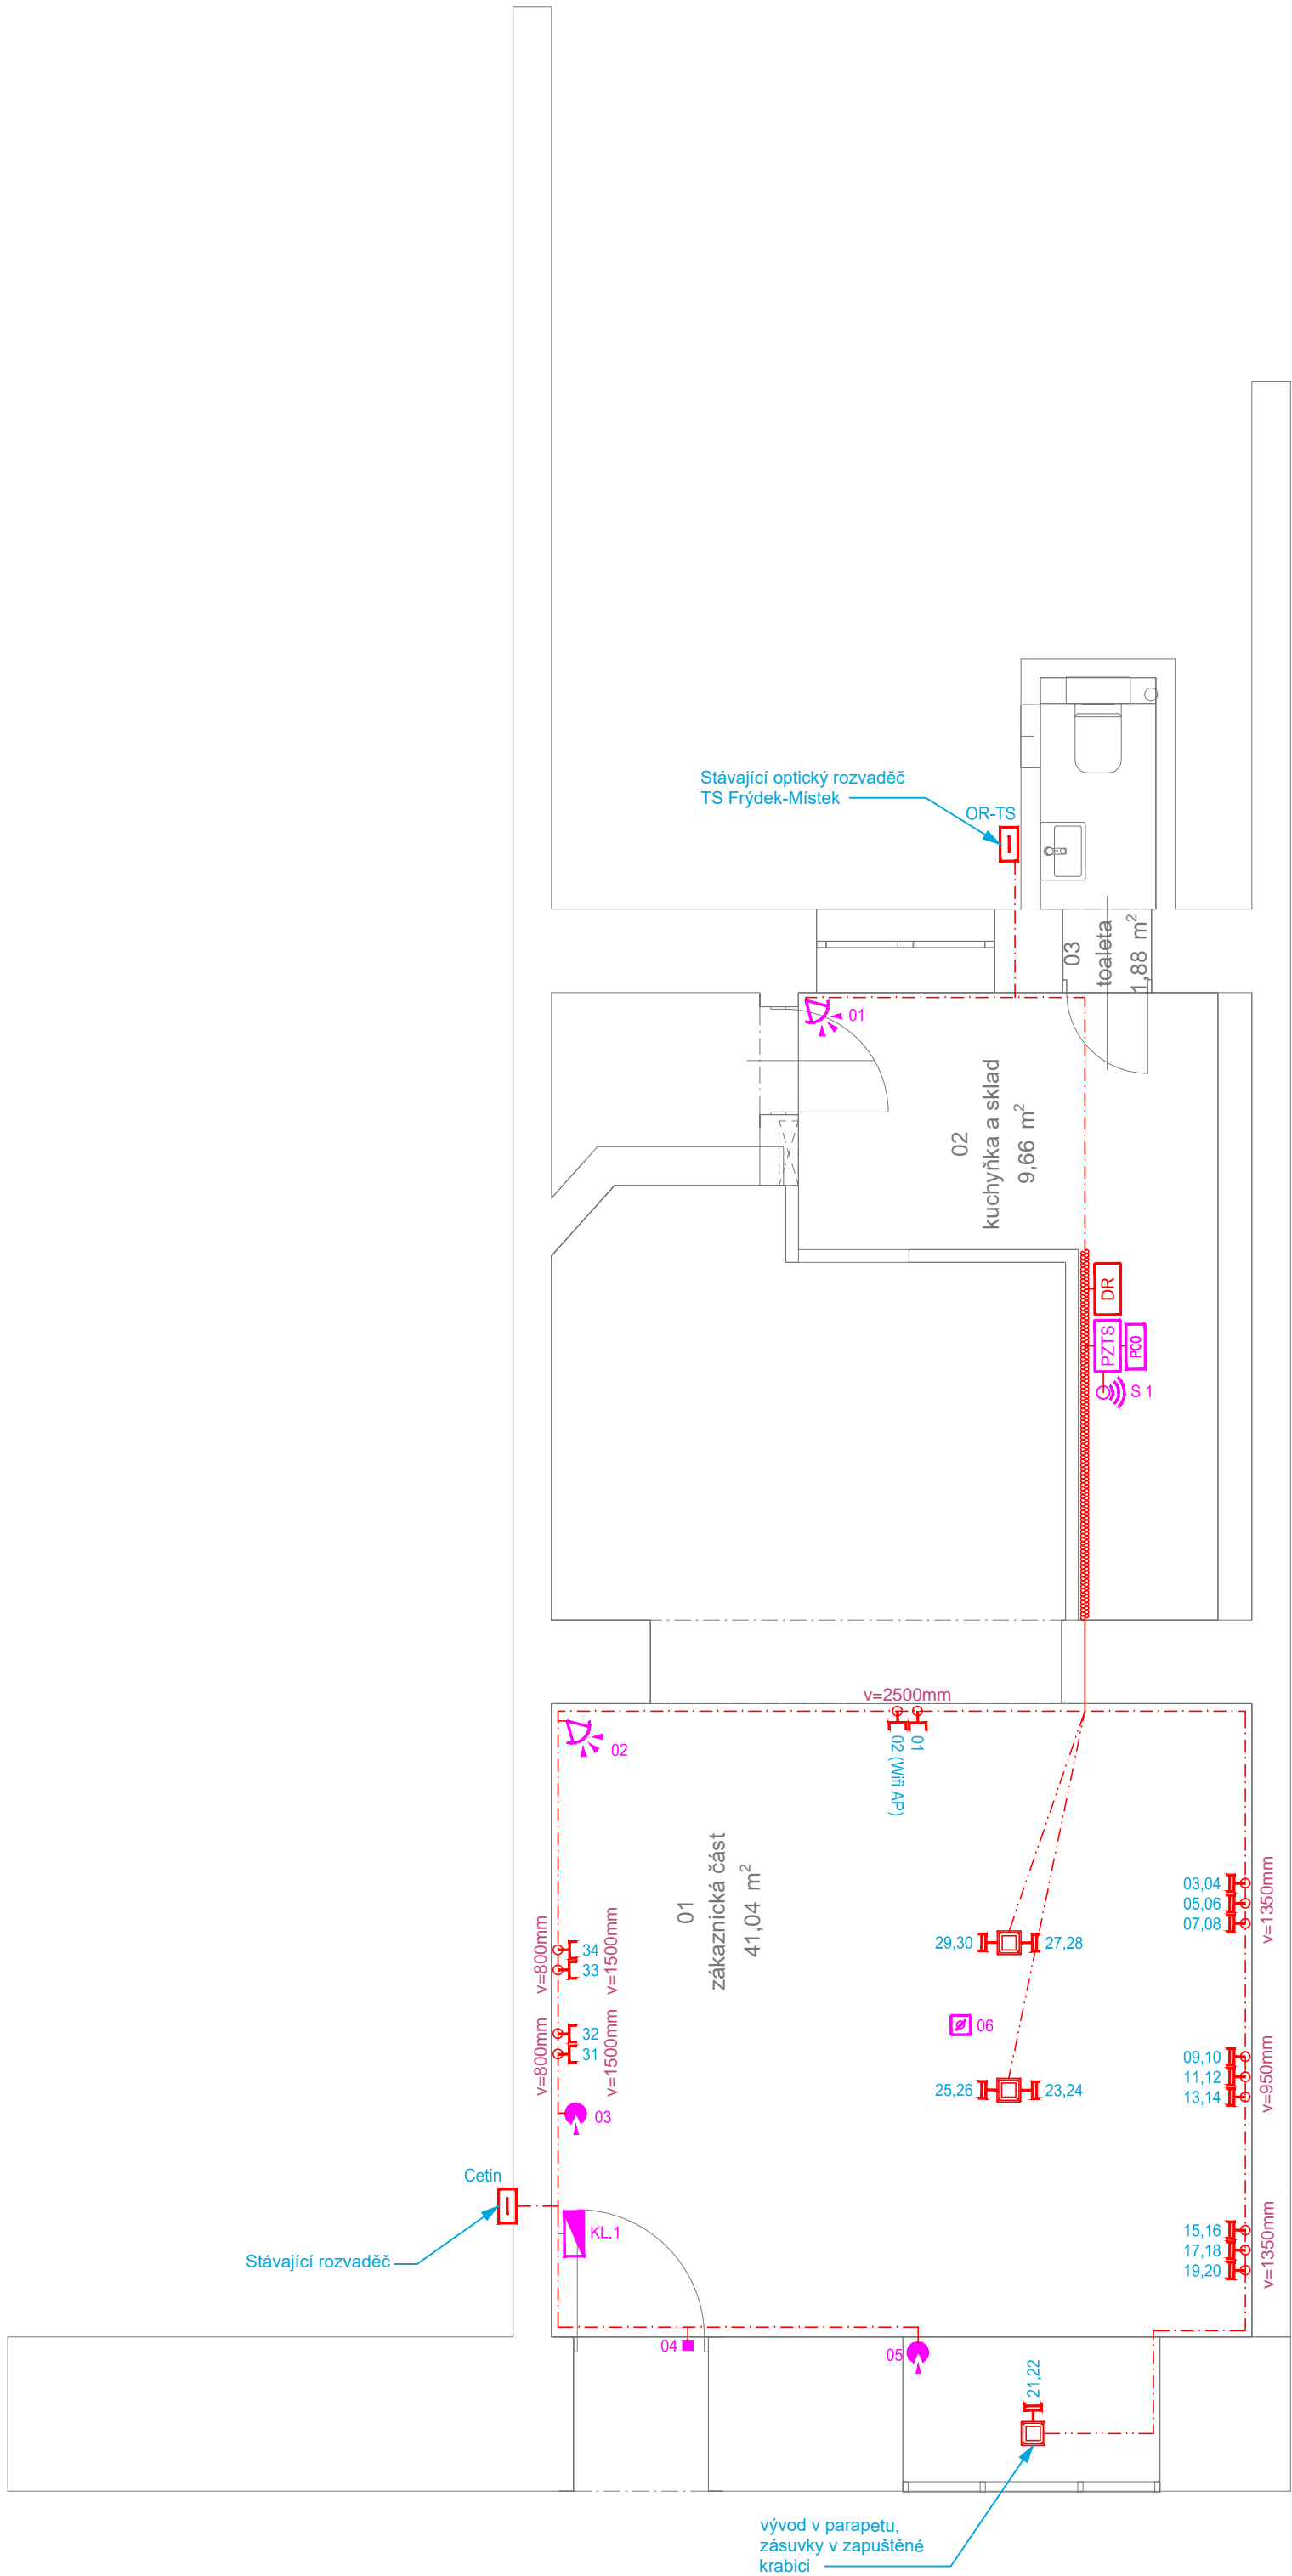 Stávající optický rozvaděč
TS Frýdek-Místek
OR-TS
03
toaleta
1,88 m²
01
02
kuchyňka a sklad
9,66 m²
DR
PZTS
PCO
S 1
v=2500mm
02
02 (Wifi AP)
01
01
zákaznická část
41,04 m²
03,04
05,06
07,08
v=1350mm
v=800mm
34
33
v=1500mm
29,30
27,28
06
v=800mm
32
31
v=1500mm
09,10
11,12
13,14
v=950mm
25,26
23,24
03
Cetin
KL.1
Stávající rozvaděč
15,16
17,18
19,20
v=1350mm
04
05
21,22
vývod v parapetu,
zásuvky v zapuštěné
krabici